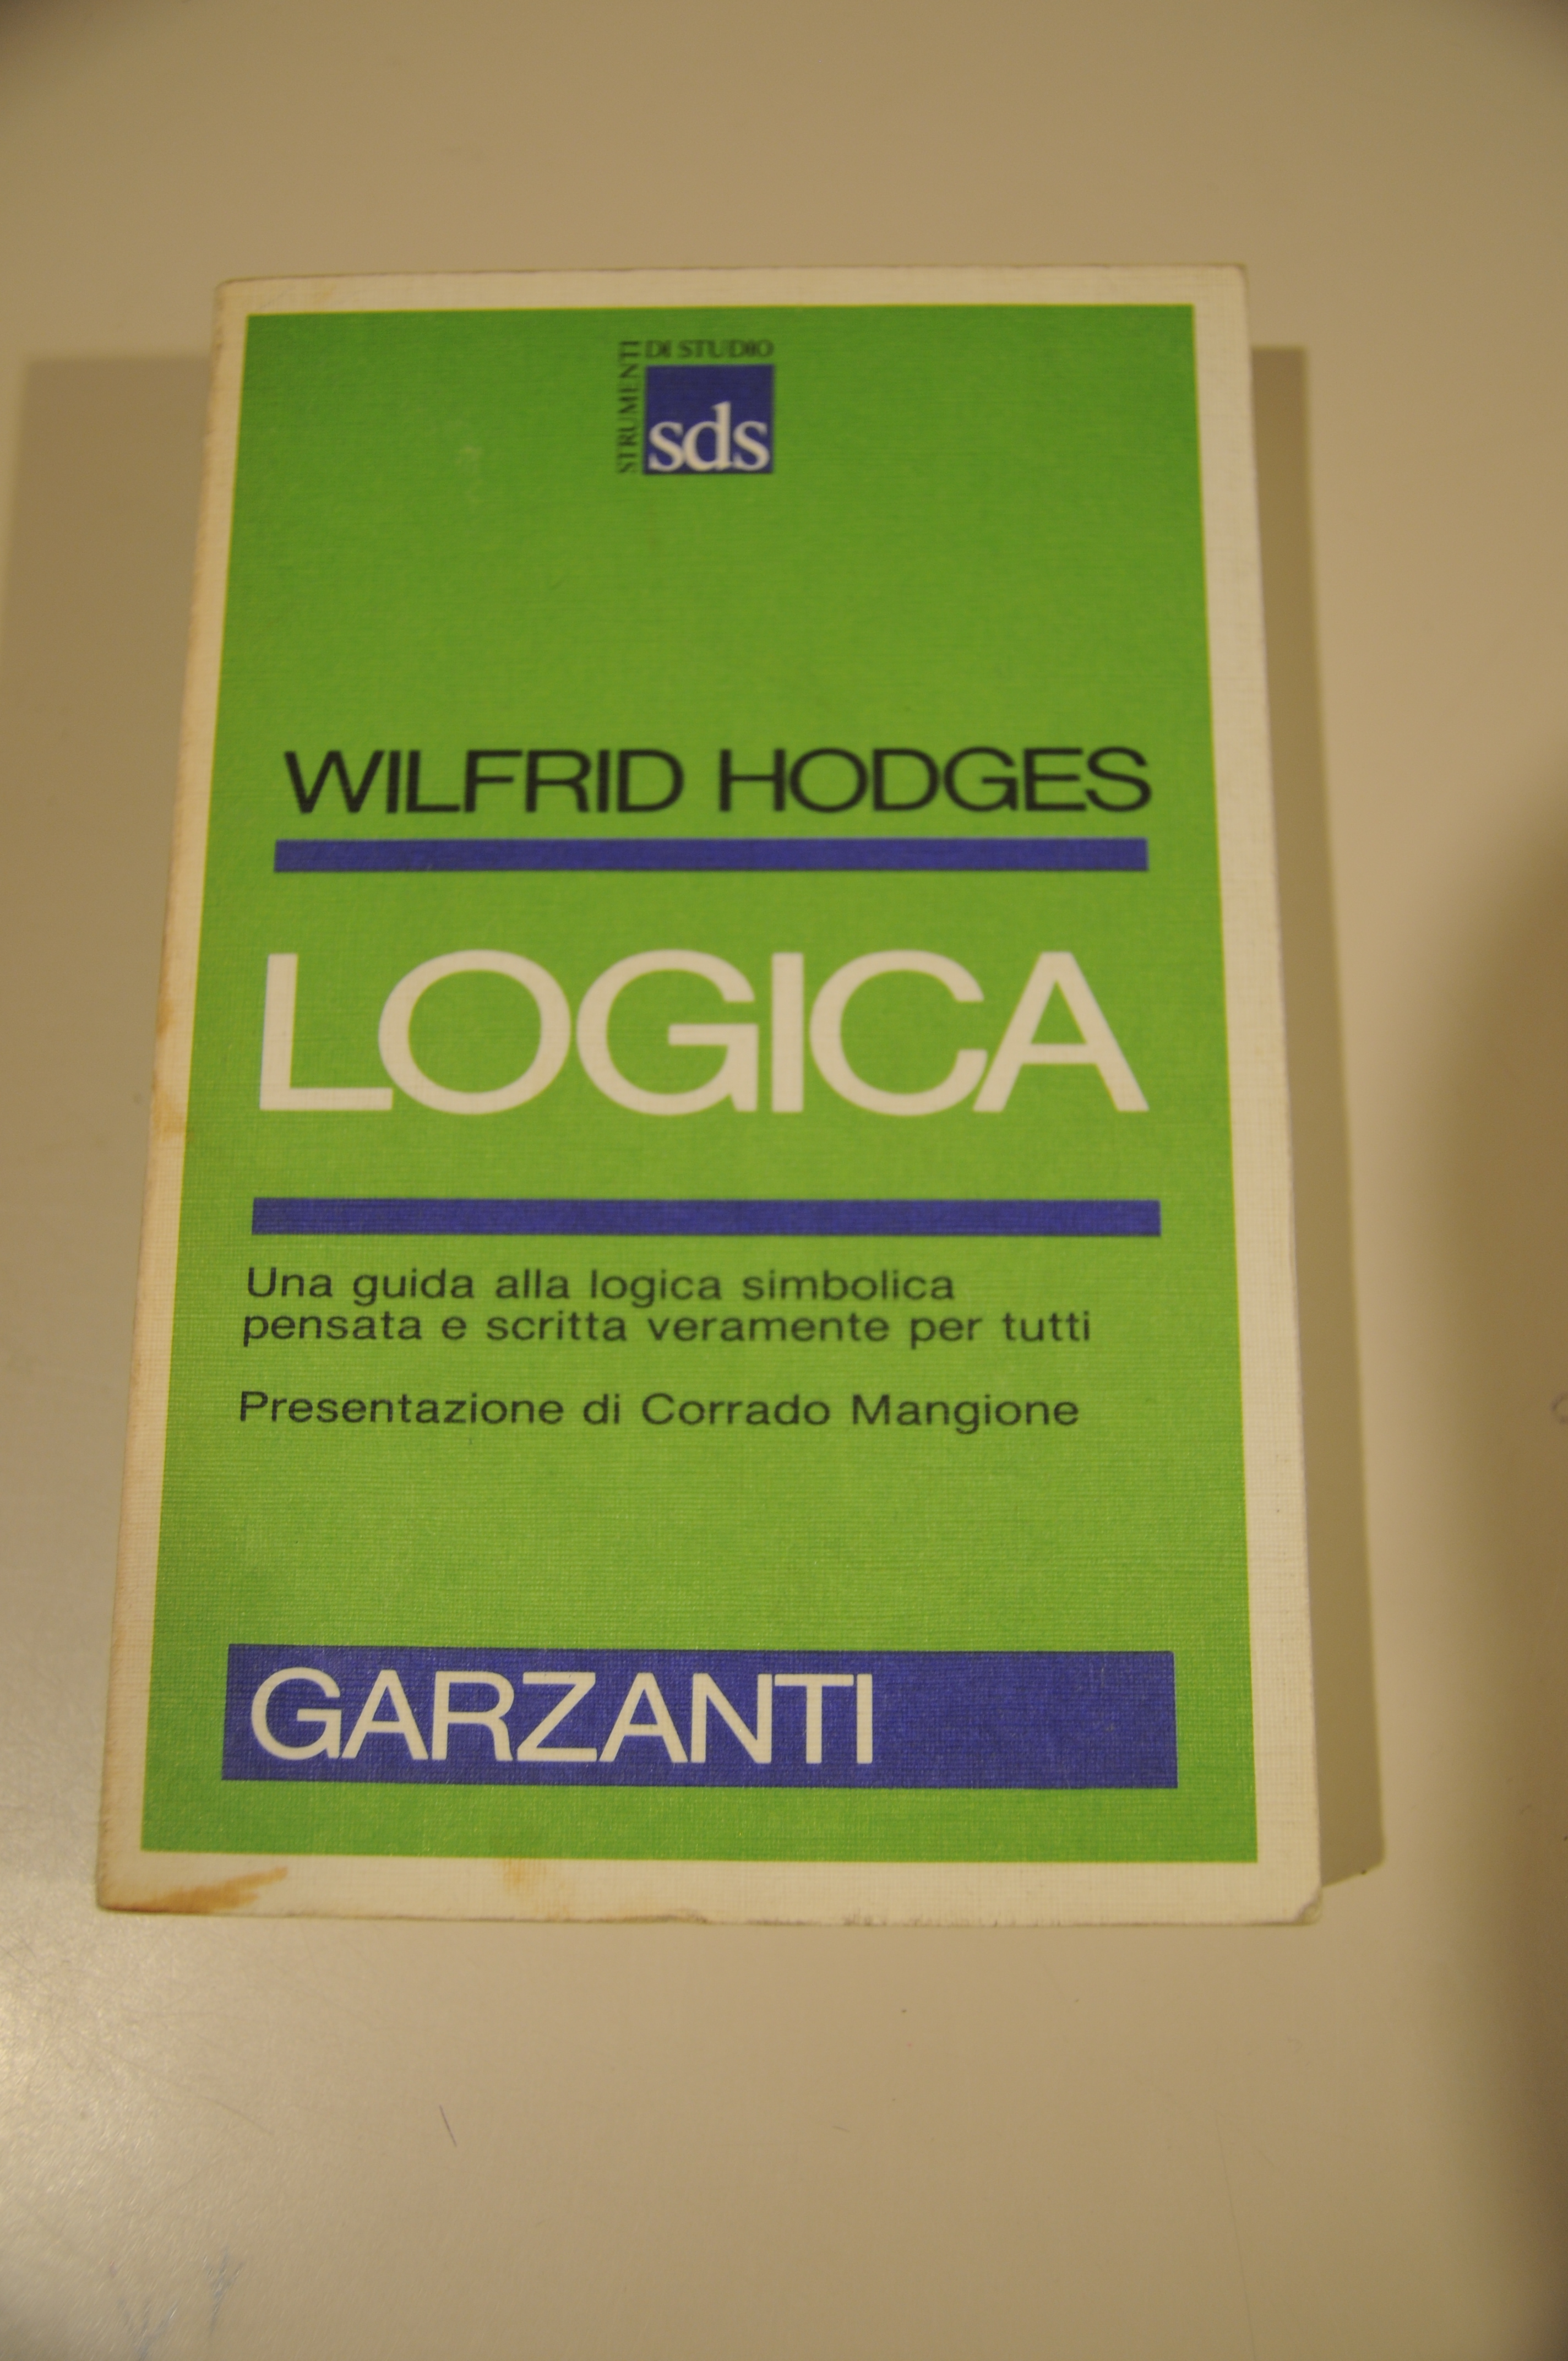 STRUMENTI
DI STUDIO
sds
WILFRID HODGES
LOGICA
Una guida alla logica simbolica
pensata e scritta veramente per tutti
Presentazione di Corrado Mangione
GARZANTI